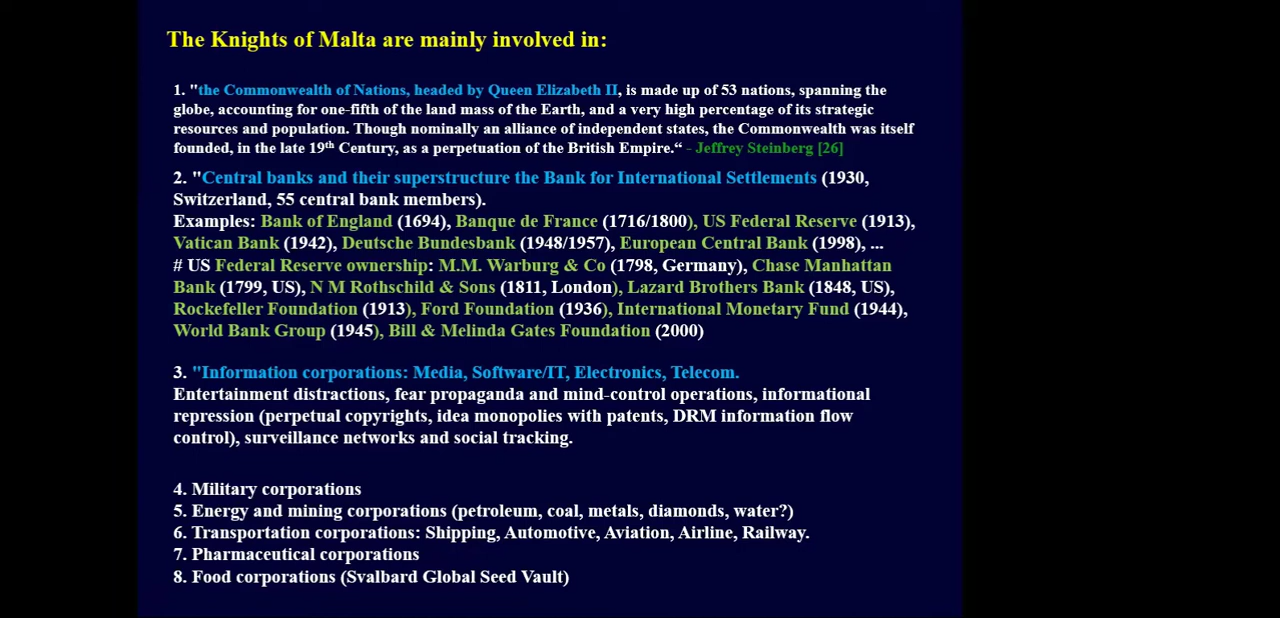 The Knights of Malta are mainly involved in:
1. "the Commonwealth of Nations, headed by Queen Elizabeth II, is made up of 53 nations, spanning the
globe, accounting for one-fifth of the land mass of the Earth, and a very high percentage of its strategic
resources and population. Though nominally an alliance of independent states, the Commonwealth was itself
founded, in the late 19th Century, as a perpetuation of the British Empire.“ - Jeffrey Steinberg [26]
2. "Central banks and their superstructure the Bank for International Settlements (1930,
Switzerland, 55 central bank members).
Examples: Bank of England (1694), Banque de France (1716/1800), US Federal Reserve (1913),
Vatican Bank (1942), Deutsche Bundesbank (1948/1957), European Central Bank (1998), ...
# US Federal Reserve ownership: M.M. Warburg & Co (1798, Germany), Chase Manhattan
Bank (1799, US), N M Rothschild & Sons (1811, London), Lazard Brothers Bank (1848, US),
Rockefeller Foundation (1913), Ford Foundation (1936), International Monetary Fund (1944),
World Bank Group (1945), Bill & Melinda Gates Foundation (2000)
3. "Information corporations: Media, Software/IT, Electronics, Telecom.
Entertainment distractions, fear propaganda and mind-control operations, informational
repression (perpetual copyrights, idea monopolies with patents, DRM information flow
control), surveillance networks and social tracking.
4. Military corporations
5. Energy and mining corporations (petroleum, coal, metals, diamonds, water?)
6. Transportation corporations: Shipping, Automotive, Aviation, Airline, Railway.
7. Pharmaceutical corporations
8. Food corporations (Svalbard Global Seed Vault)